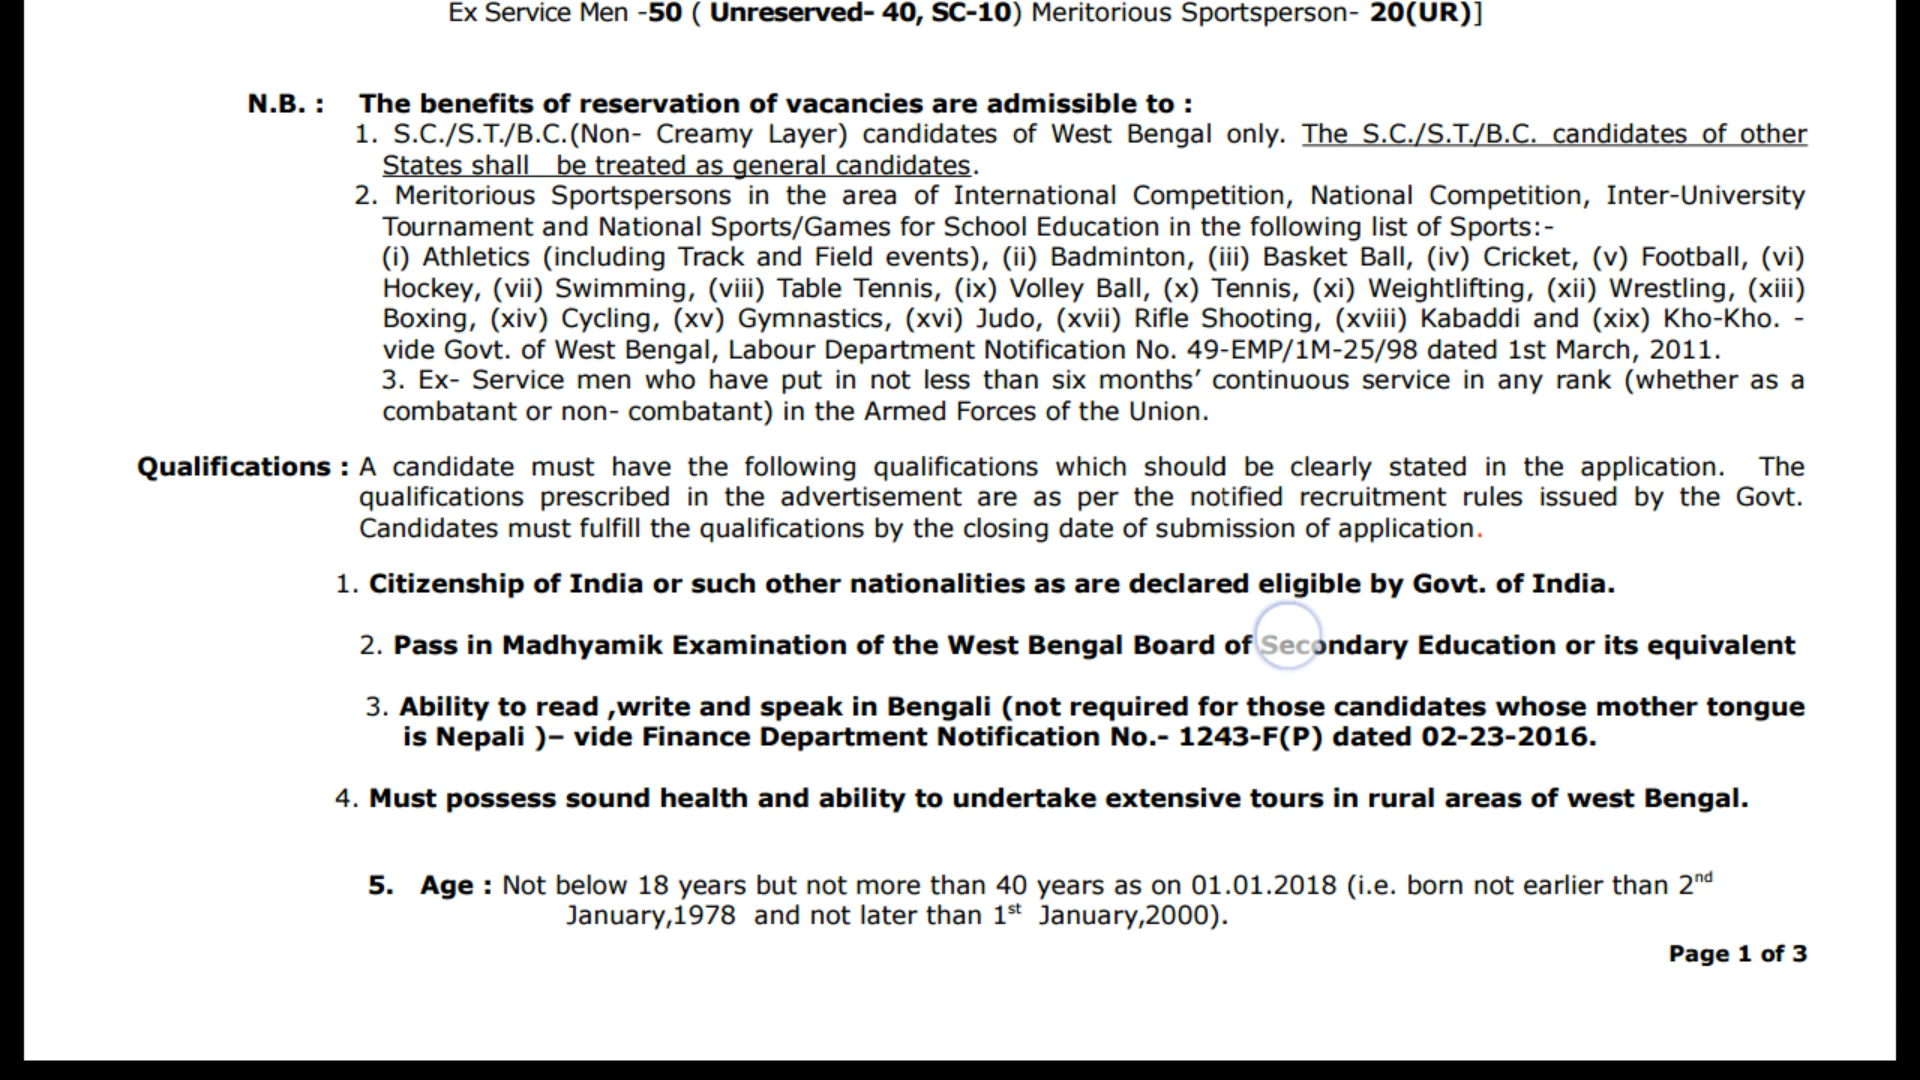 Ex Service Men -50 ( Unreserved- 40, SC-10) Meritorious Sportsperson- 20(UR)]
N.B. : The benefits of reservation of vacancies are admissible to :
1. S.C./S.T./B.C.(Non- Creamy Layer) candidates of West Bengal only. The S.C./S.T./B.C. candidates of other
States shall be treated as general candidates.
2. Meritorious Sportspersons in the area of International Competition, National Competition, Inter-University
Tournament and National Sports/Games for School Education in the following list of Sports:-
(i) Athletics (including Track and Field events), (ii) Badminton, (iii) Basket Ball, (iv) Cricket, (v) Football, (vi)
Hockey, (vii) Swimming, (viii) Table Tennis, (ix) Volley Ball, (x) Tennis, (xi) Weightlifting, (xii) Wrestling, (xiii)
Boxing, (xiv) Cycling, (xv) Gymnastics, (xvi) Judo, (xvii) Rifle Shooting, (xviii) Kabaddi and (xix) Kho-Kho. -
vide Govt. of West Bengal, Labour Department Notification No. 49-EMP/1M-25/98 dated 1st March, 2011.
3. Ex- Service men who have put in not less than six months’ continuous service in any rank (whether as a
combatant or non- combatant) in the Armed Forces of the Union.
Qualifications : A candidate must have the following qualifications which should be clearly stated in the application. The
qualifications prescribed in the advertisement are as per the notified recruitment rules issued by the Govt.
Candidates must fulfill the qualifications by the closing date of submission of application.
1. Citizenship of India or such other nationalities as are declared eligible by Govt. of India.
2. Pass in Madhyamik Examination of the West Bengal Board of Secondary Education or its equivalent
3. Ability to read ,write and speak in Bengali (not required for those candidates whose mother tongue
is Nepali )– vide Finance Department Notification No.- 1243-F(P) dated 02-23-2016.
4. Must possess sound health and ability to undertake extensive tours in rural areas of west Bengal.
5. Age : Not below 18 years but not more than 40 years as on 01.01.2018 (i.e. born not earlier than 2nd
January,1978 and not later than 1st January,2000).
Page 1 of 3